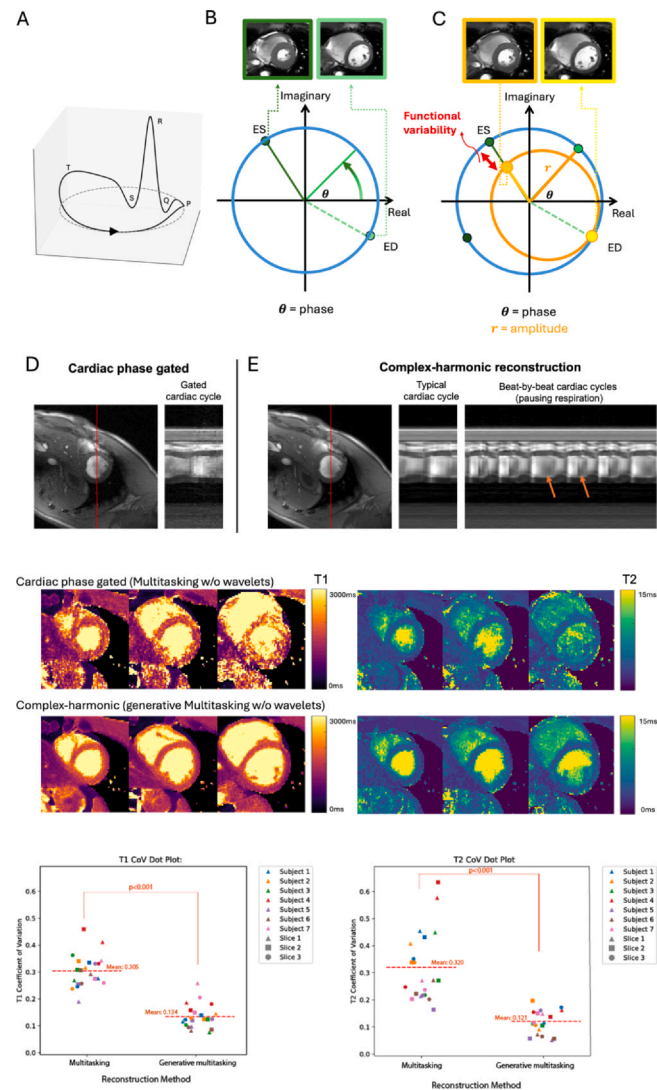 A
T
R
S
Q
P
B
Imaginary
ES
θ
Real
ED
θ = phase
C
Imaginary
Functional
variability
ES
r
θ
Real
ED
θ = phase
r = amplitude
D
Cardiac phase gated
Gated
cardiac cycle
E
Complex-harmonic reconstruction
Typical
cardiac cycle
Beat-by-beat cardiac cycles
(pausing respiration)
Cardiac phase gated (Multitasking w/o wavelets)
T1
T2
3000ms
0ms
15ms
0ms
Complex-harmonic (generative Multitasking w/o wavelets)
3000ms
0ms
15ms
0ms
T1 CoV Dot Plot:
p<0.001
T1 Coefficient of Variation
0.6
0.5
0.4
0.3
0.2
0.1
0.0
Mean: 0.305
Mean: 0.134
Multitasking
Generative multitasking
Reconstruction Method
Subject 1
Subject 2
Subject 3
Subject 4
Subject 5
Subject 6
Subject 7
Slice 1
Slice 2
Slice 3
T2 CoV Dot Plot
p<0.001
T2 Coefficient of Variation
0.6
0.5
0.4
0.3
0.2
0.1
0.0
Mean: 0.320
Mean: 0.121
Multitasking
Generative multitasking
Reconstruction Method
Subject 1
Subject 2
Subject 3
Subject 4
Subject 5
Subject 6
Subject 7
Slice 1
Slice 2
Slice 3